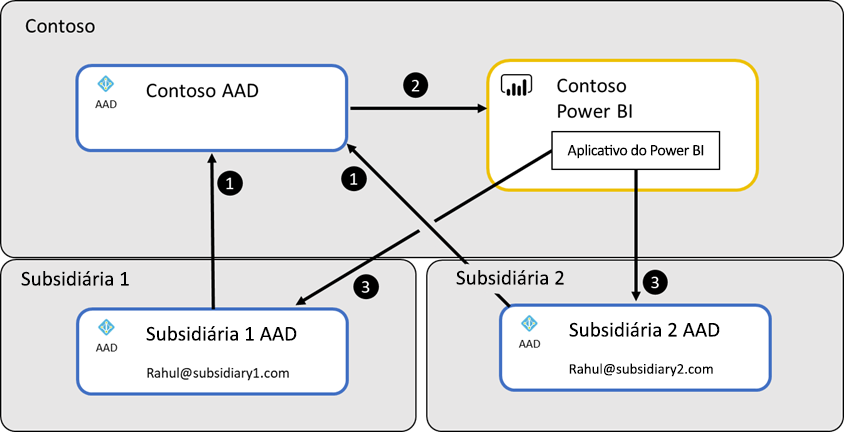 Contoso
AAD
Contoso AAD
2
Contoso
Power BI
Aplicativo do Power BI
1
1
Subsidiária 1
3
Subsidiária 2
3
AAD
Subsidiária 1 AAD
Rahul@subsidiary1.com
AAD
Subsidiária 2 AAD
Rahul@subsidiary2.com